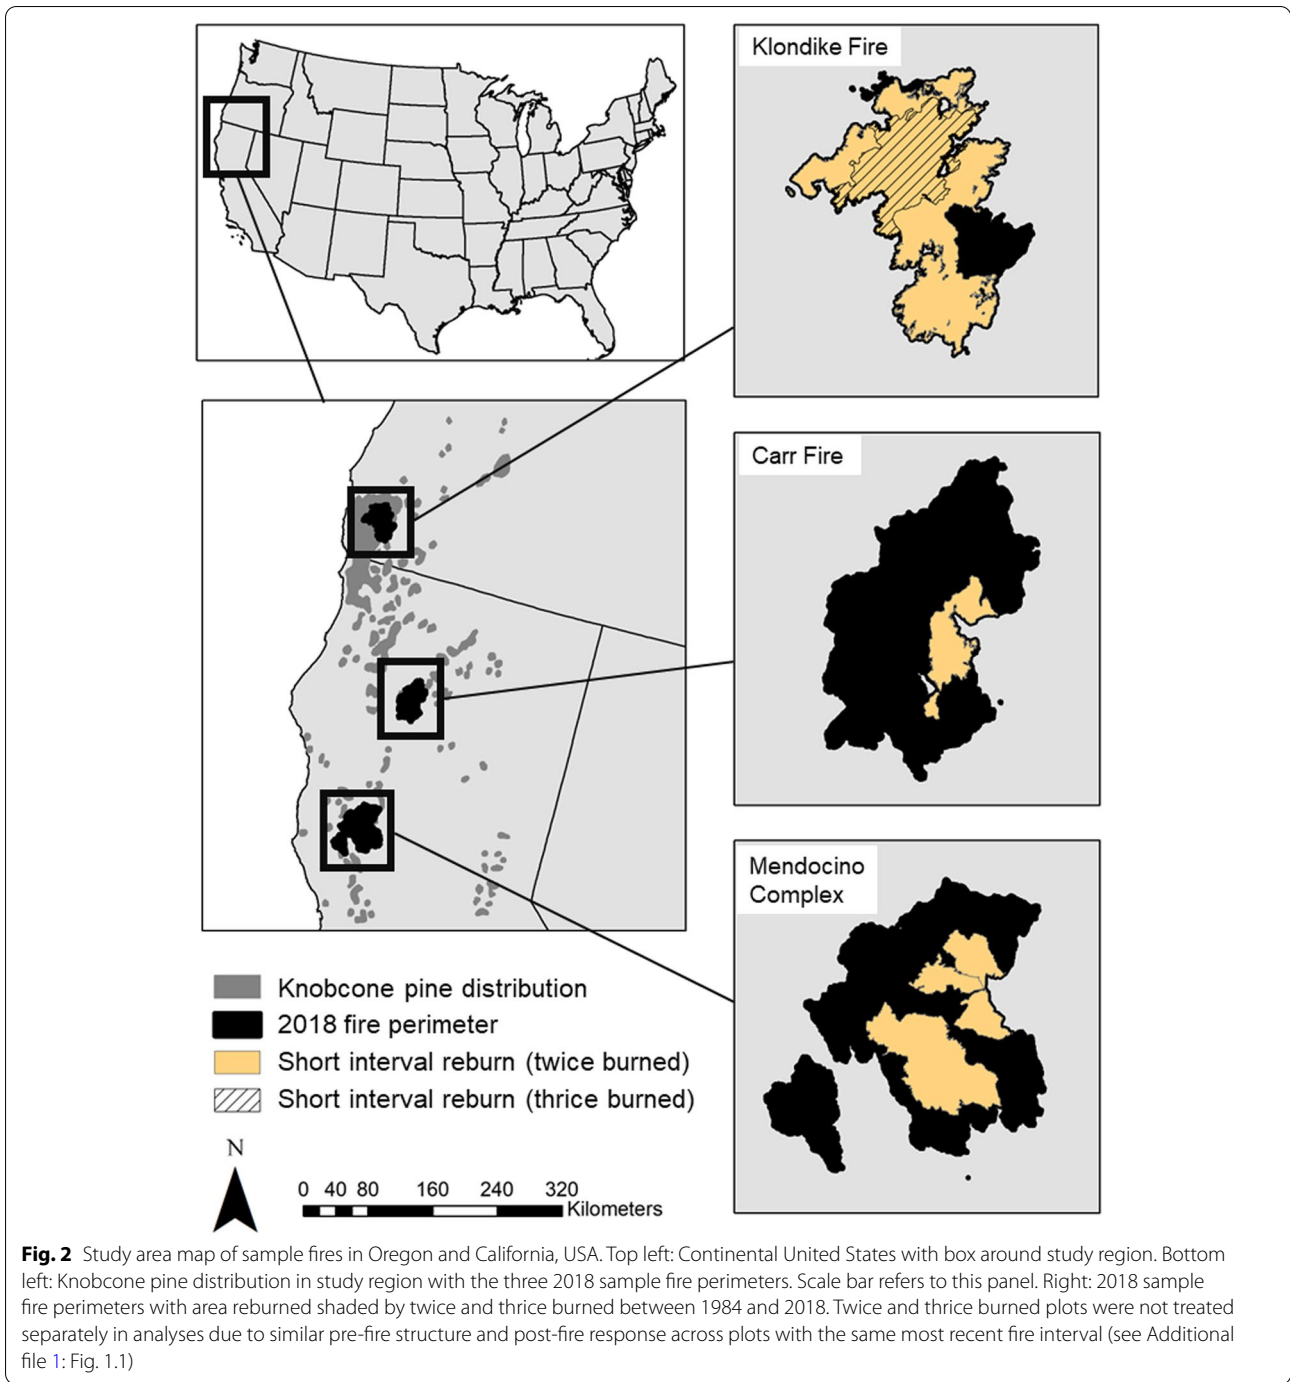 Klondike Fire
Carr Fire
Mendocino
Complex
Knobcone pine distribution
2018 fire perimeter
Short interval reburn (twice burned)
Short interval reburn (thrice burned)
N
0 40 80 160 240 320
Kilometers
Fig. 2 Study area map of sample fires in Oregon and California, USA. Top left: Continental United States with box around study region. Bottom
left: Knobcone pine distribution in study region with the three 2018 sample fire perimeters. Scale bar refers to this panel. Right: 2018 sample
fire perimeters with area reburned shaded by twice and thrice burned between 1984 and 2018. Twice and thrice burned plots were not treated
separately in analyses due to similar pre-fire structure and post-fire response across plots with the same most recent fire interval (see Additional
file 1: Fig. 1.1)